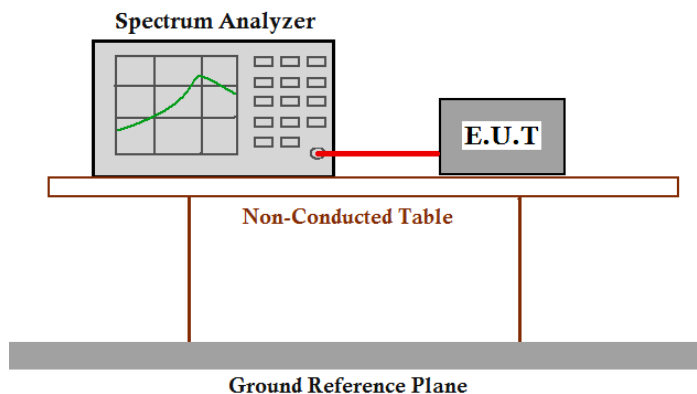 Spectrum Analyzer
E.U.T
Non-Conducted Table
Ground Reference Plane